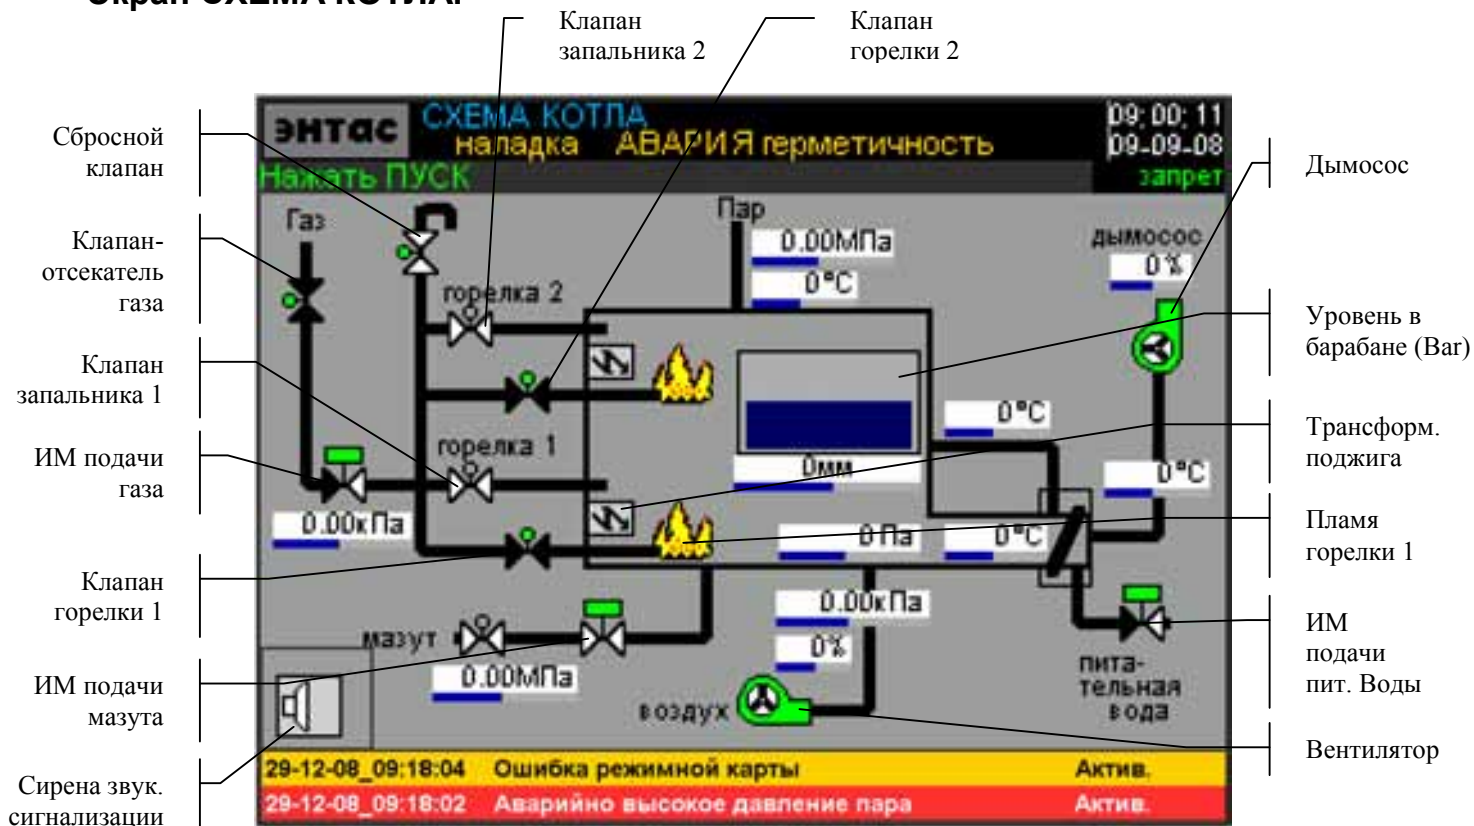 Экран СХЕМА КОТЛА:
Клапан
запальника 2
Клапан
горелки 2
Сбросной
клапан
Клапан-
отсекатель
газа
Клапан
запальника 1
ИМ подачи
газа
Клапан
горелки 1
ИМ подачи
мазута
Сирена звук.
сигнализации
энтас
СХЕМА КОТЛА
наладка АВАРИЯ герметичность
09:00:11
09-09-08
Нажать ПУСК
запрет
Газ
Пар
0.00МПа
0°С
дымосос
0%
горелка 2
горелка 1
0мм
0°С
0°С
0.00кПа
0Па
0°С
0.00кПа
0%
мазут
0.00МПа
воздух
пита-
тельная
вода
29-12-08_09:18:04 Ошибка режимной карты Актив.
29-12-08_09:18:02 Аварийно высокое давление пара Актив.
Дымосос
Уровень в
барабане (Bar)
Трансформ.
поджига
Пламя
горелки 1
ИМ
подачи
пит. Воды
Вентилятор